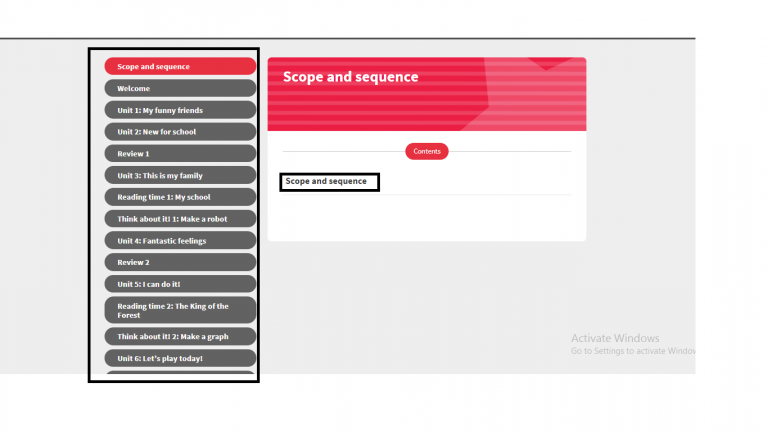 Scope and sequence
Welcome
Unit 1: My funny friends
Unit 2: New for school
Review 1
Unit 3: This is my family
Reading time 1: My school
Think about it! 1: Make a robot
Unit 4: Fantastic feelings
Review 2
Unit 5: I can do it!
Reading time 2: The King of the
Forest
Think about it! 2: Make a graph
Unit 6: Let's play today!
Scope and sequence
Contents
Scope and sequence
Activate Windows
Go to Settings to activate Window